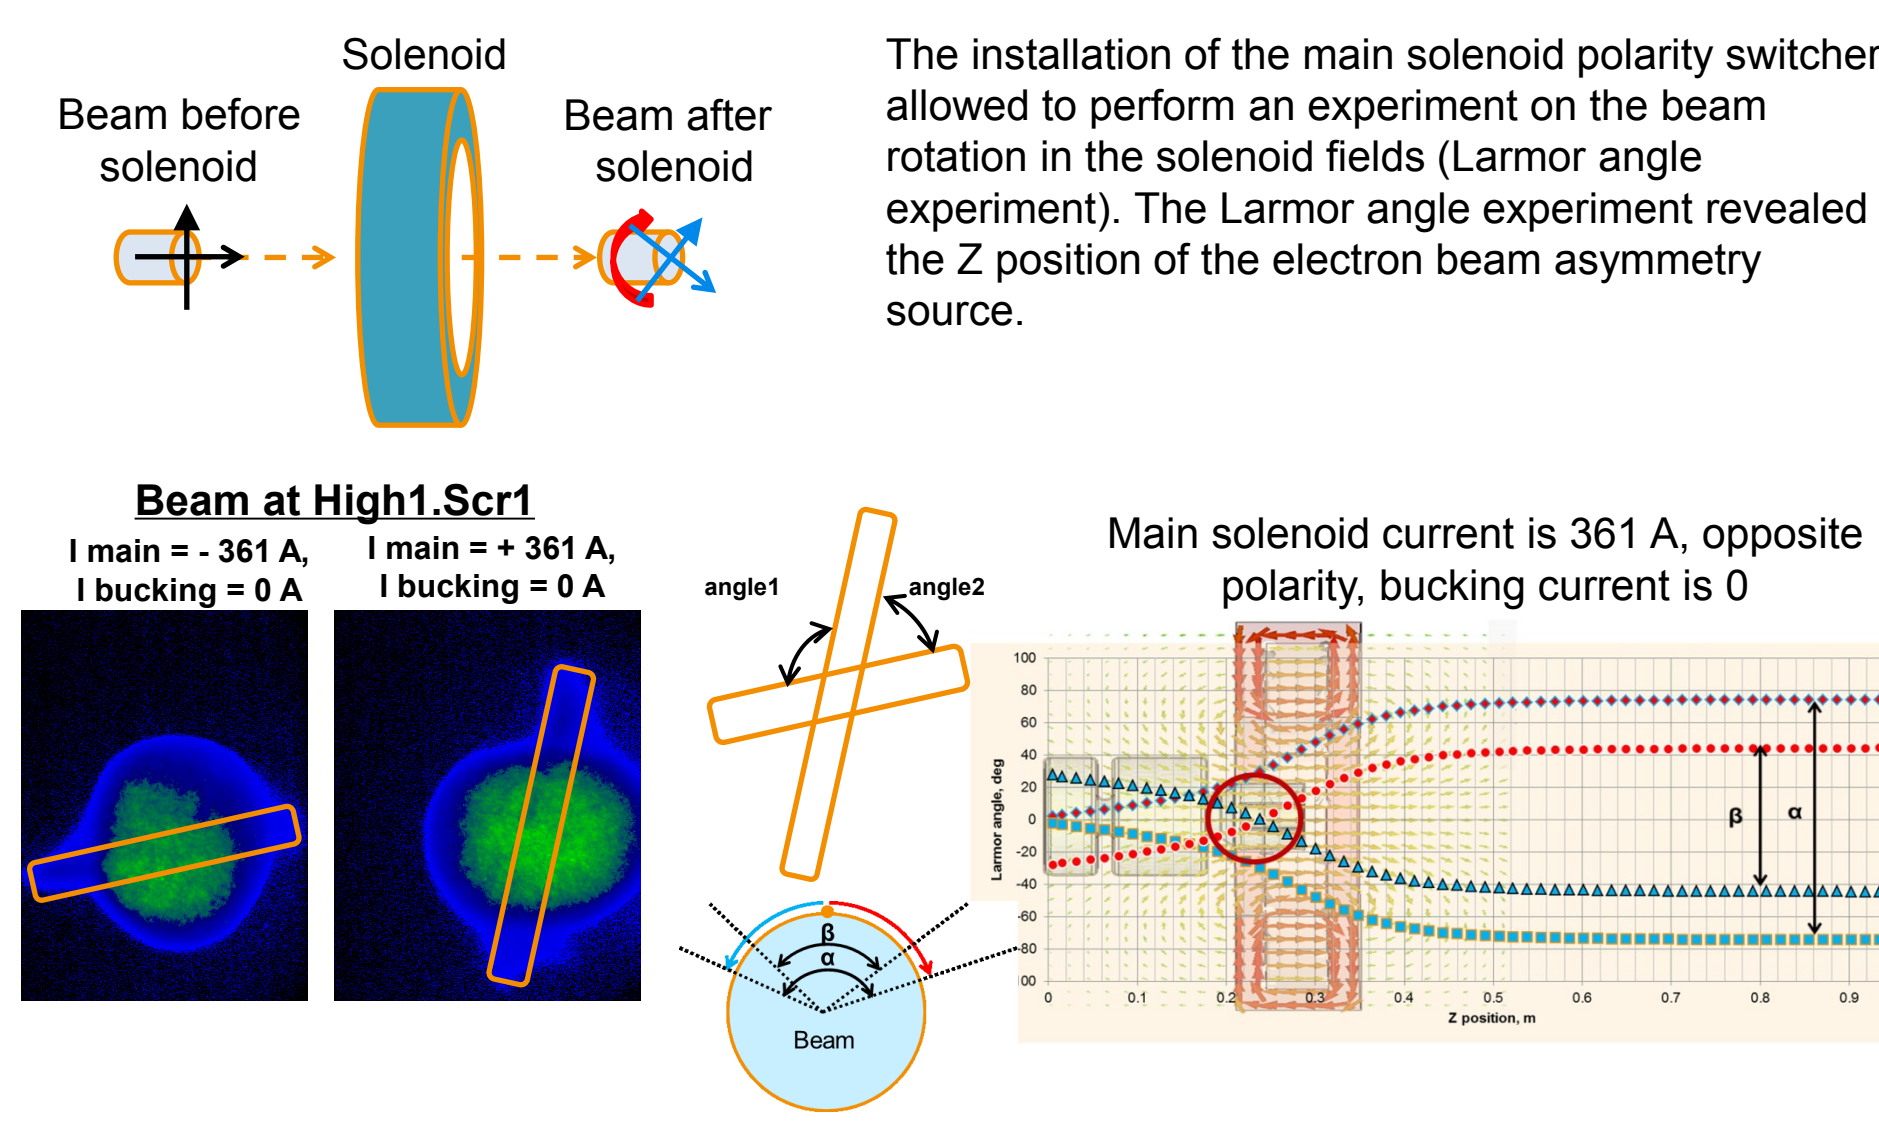 Solenoid
Beam before
solenoid
Beam after
solenoid
The installation of the main solenoid polarity switcher
allowed to perform an experiment on the beam
rotation in the solenoid fields (Larmor angle
experiment). The Larmor angle experiment revealed
the Z position of the electron beam asymmetry
source.
Beam at High1.Scr1
I main = - 361 A,
I bucking = 0 A
I main = + 361 A,
I bucking = 0 A
angle1
angle2
β
α
Beam
Main solenoid current is 361 A, opposite
polarity, bucking current is 0
Larmor angle, deg
100
80
60
40
20
0
-20
-40
-60
-80
00
β
α
0 0.1 0.2 0.3 0.4 0.5 0.6 0.7 0.8 0.9
Z position, m